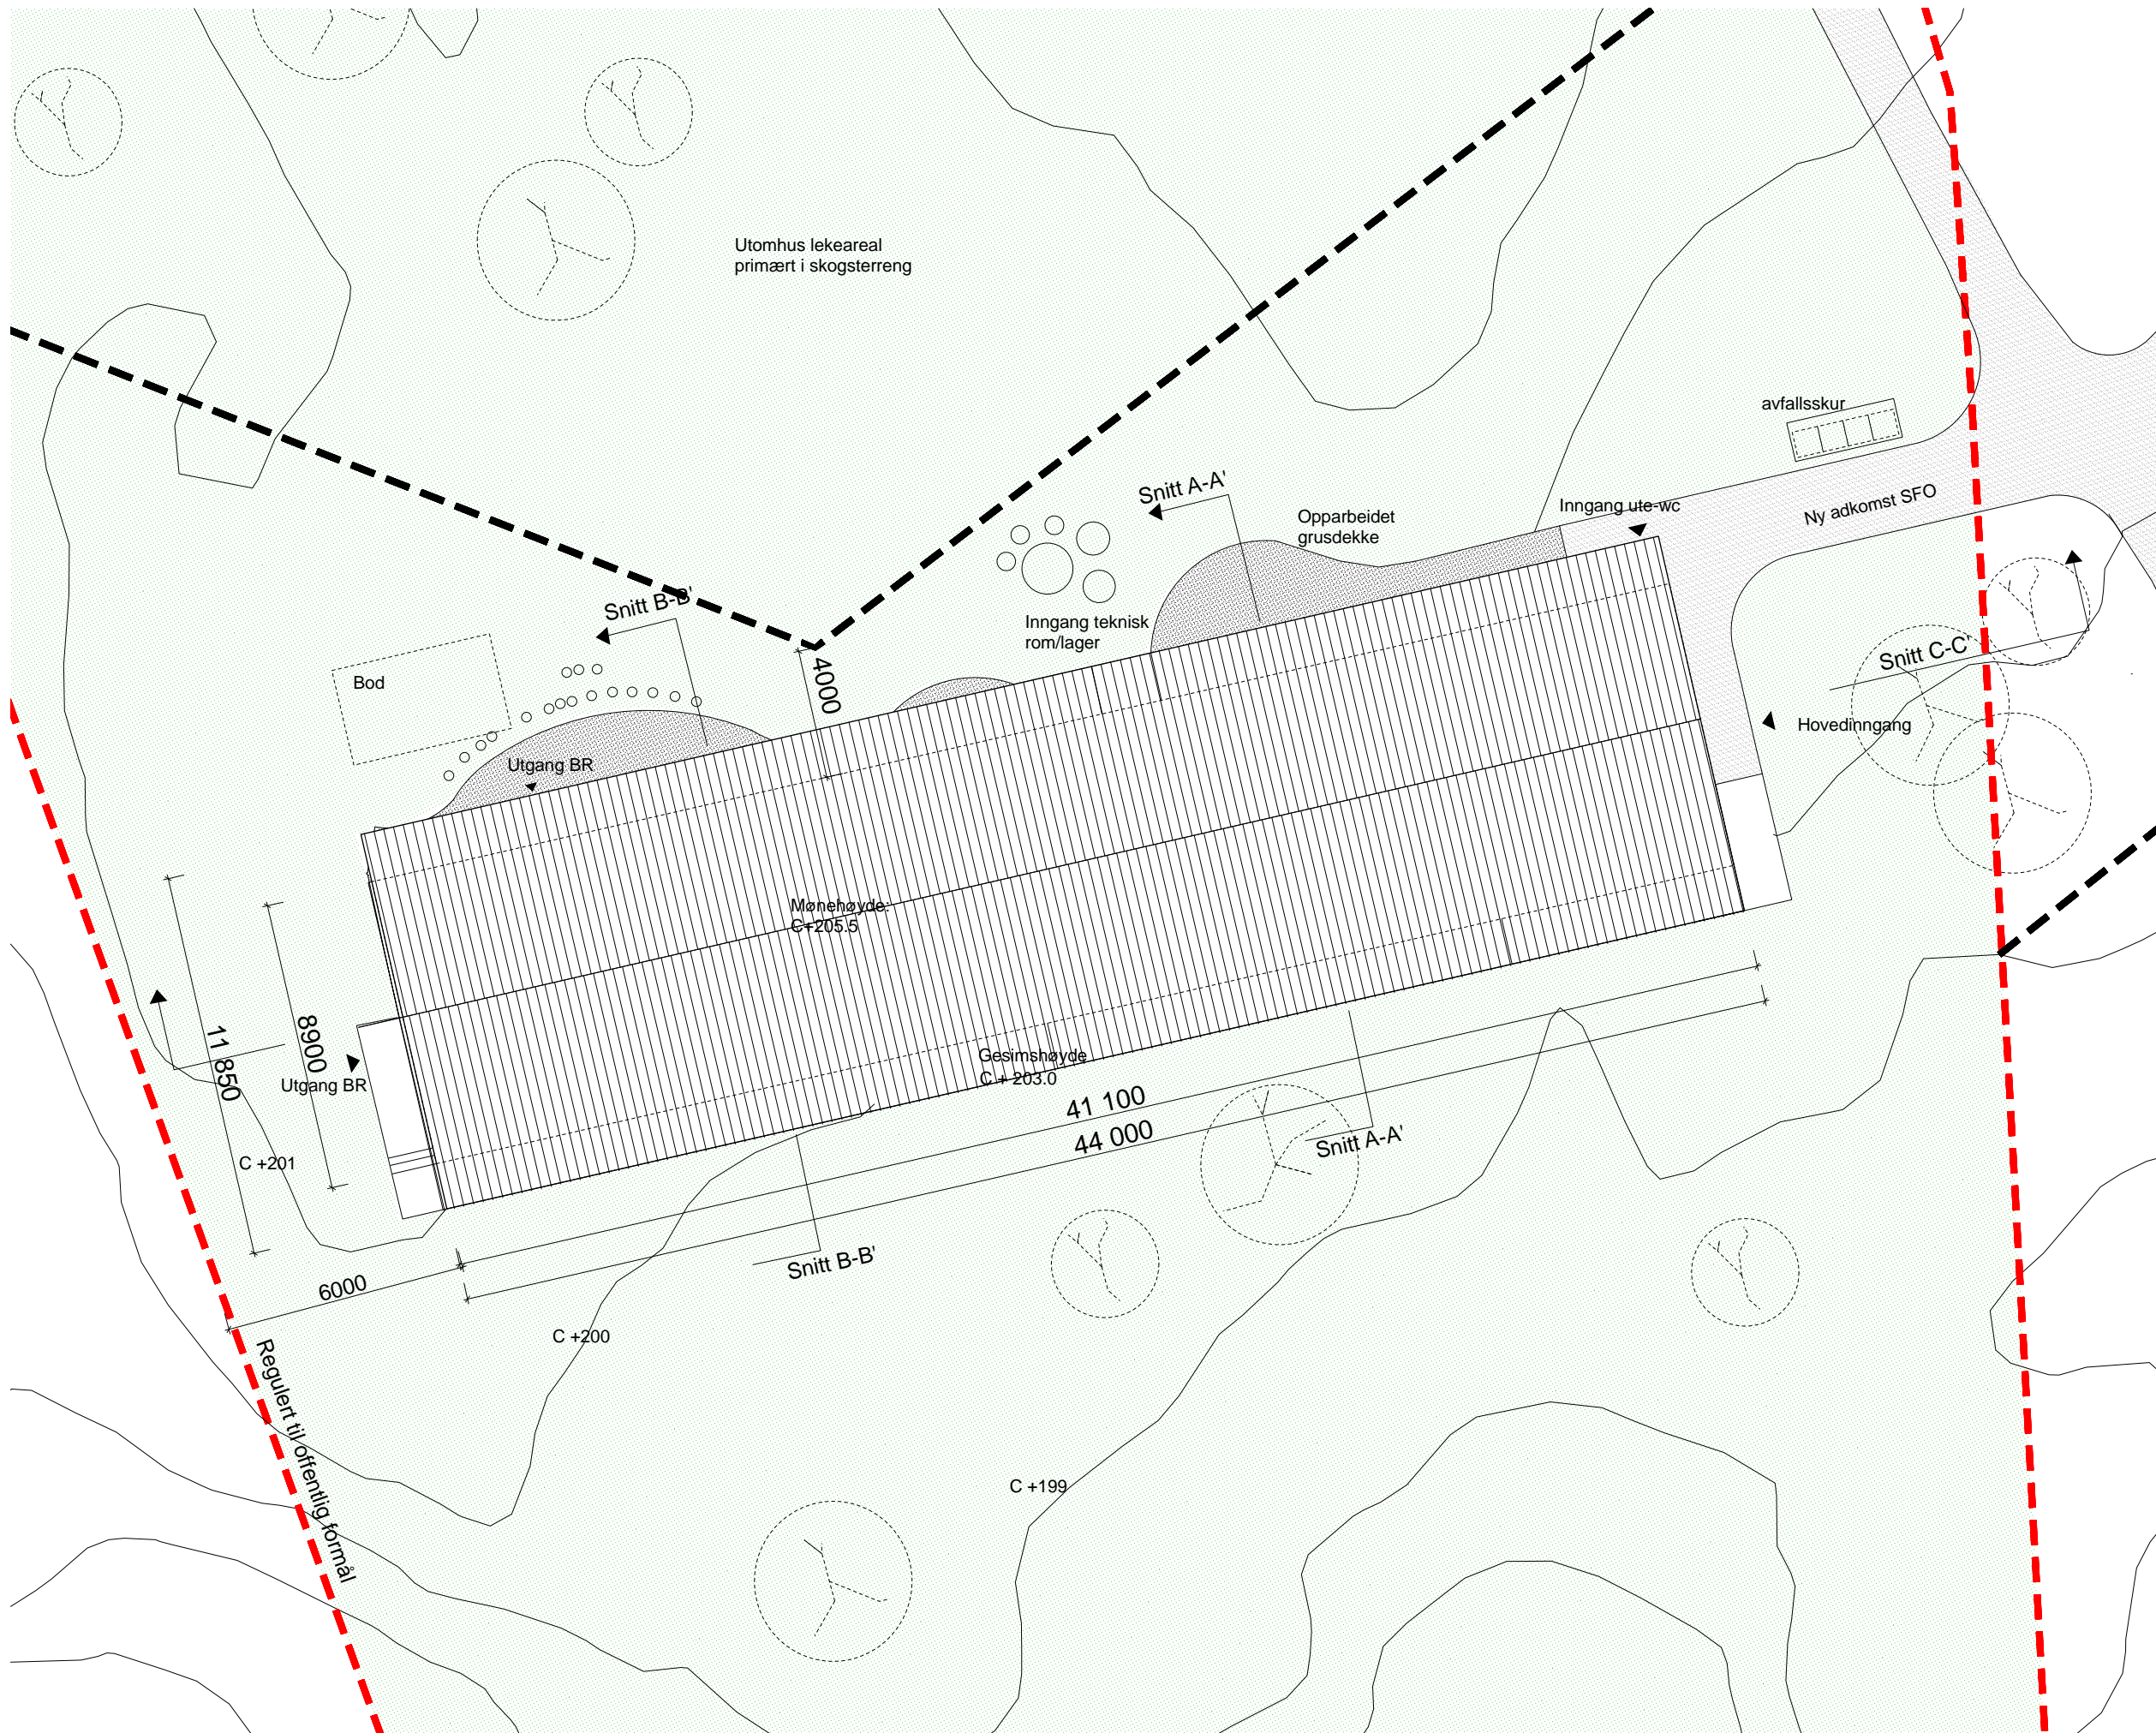 Utomhus lekeareal
primært i skogsterreng
avfallsskur
Snitt A-A'
Opparbeidet
grusdekke
Inngang ute-wc
Ny adkomst SFO
Snitt B-B'
Inngang teknisk
rom/lager
Bod
4000
Snitt C-C'
Hovedinngang
Utgang BR
Mønehøyde:
C+205.5
11 850
8900
Utgang BR
Gesimshøyde
C + 203.0
41 100
44 000
Snitt A-A'
C +201
Snitt B-B'
6000
C +200
Regulert til offentlig formål
C +199